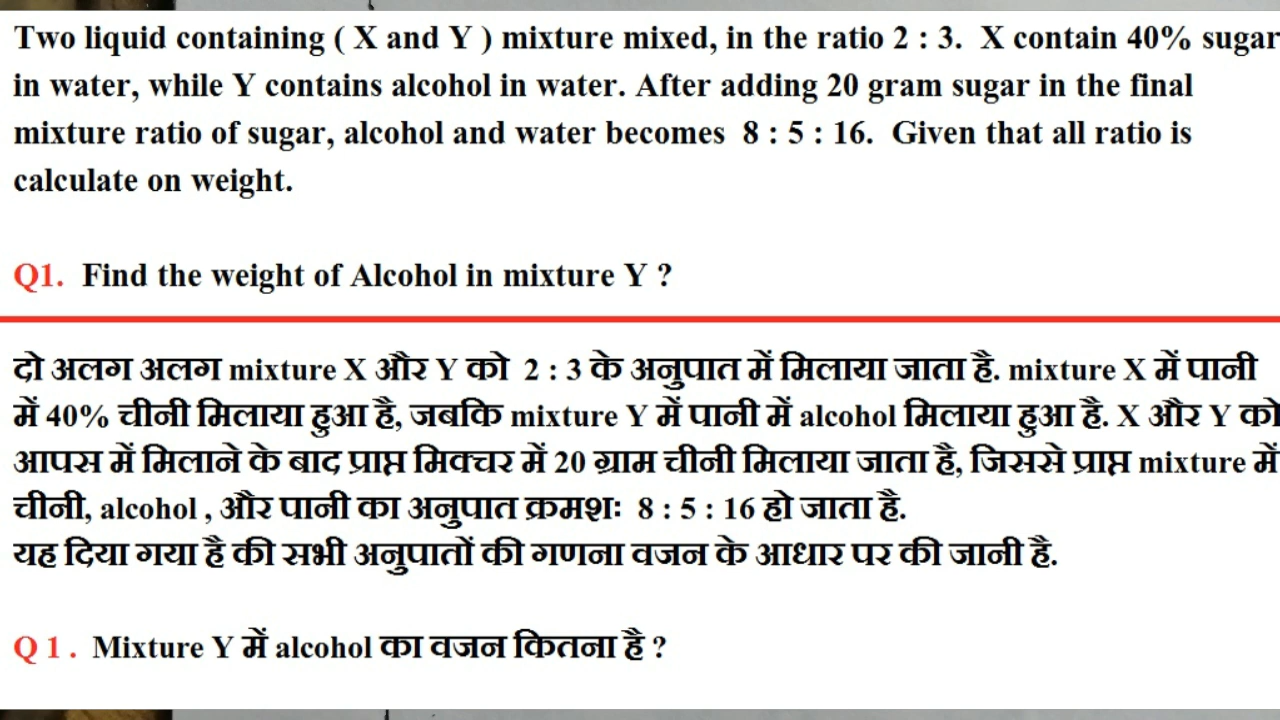 Two liquid containing ( X and Y ) mixture mixed, in the ratio 2 : 3. X contain 40% sugar
in water, while Y contains alcohol in water. After adding 20 gram sugar in the final
mixture ratio of sugar, alcohol and water becomes 8 : 5 : 16. Given that all ratio is
calculate on weight.
Q1. Find the weight of Alcohol in mixture Y ?
दो अलग अलग mixture X और Y को 2 : 3 के अनुपात में मिलाया जाता है. mixture X में पानी
में 40% चीनी मिलाया हुआ है, जबकि mixture Y में पानी में alcohol मिलाया हुआ है. X और Y को
आपस में मिलाने के बाद प्राप्त मिक्चर में 20 ग्राम चीनी मिलाया जाता है, जिससे प्राप्त mixture में
चीनी, alcohol , और पानी का अनुपात क्रमशः 8 : 5 : 16 हो जाता है.
यह दिया गया है की सभी अनुपातों की गणना वजन के आधार पर की जानी है.
Q 1 . Mixture Y में alcohol का वजन कितना है ?